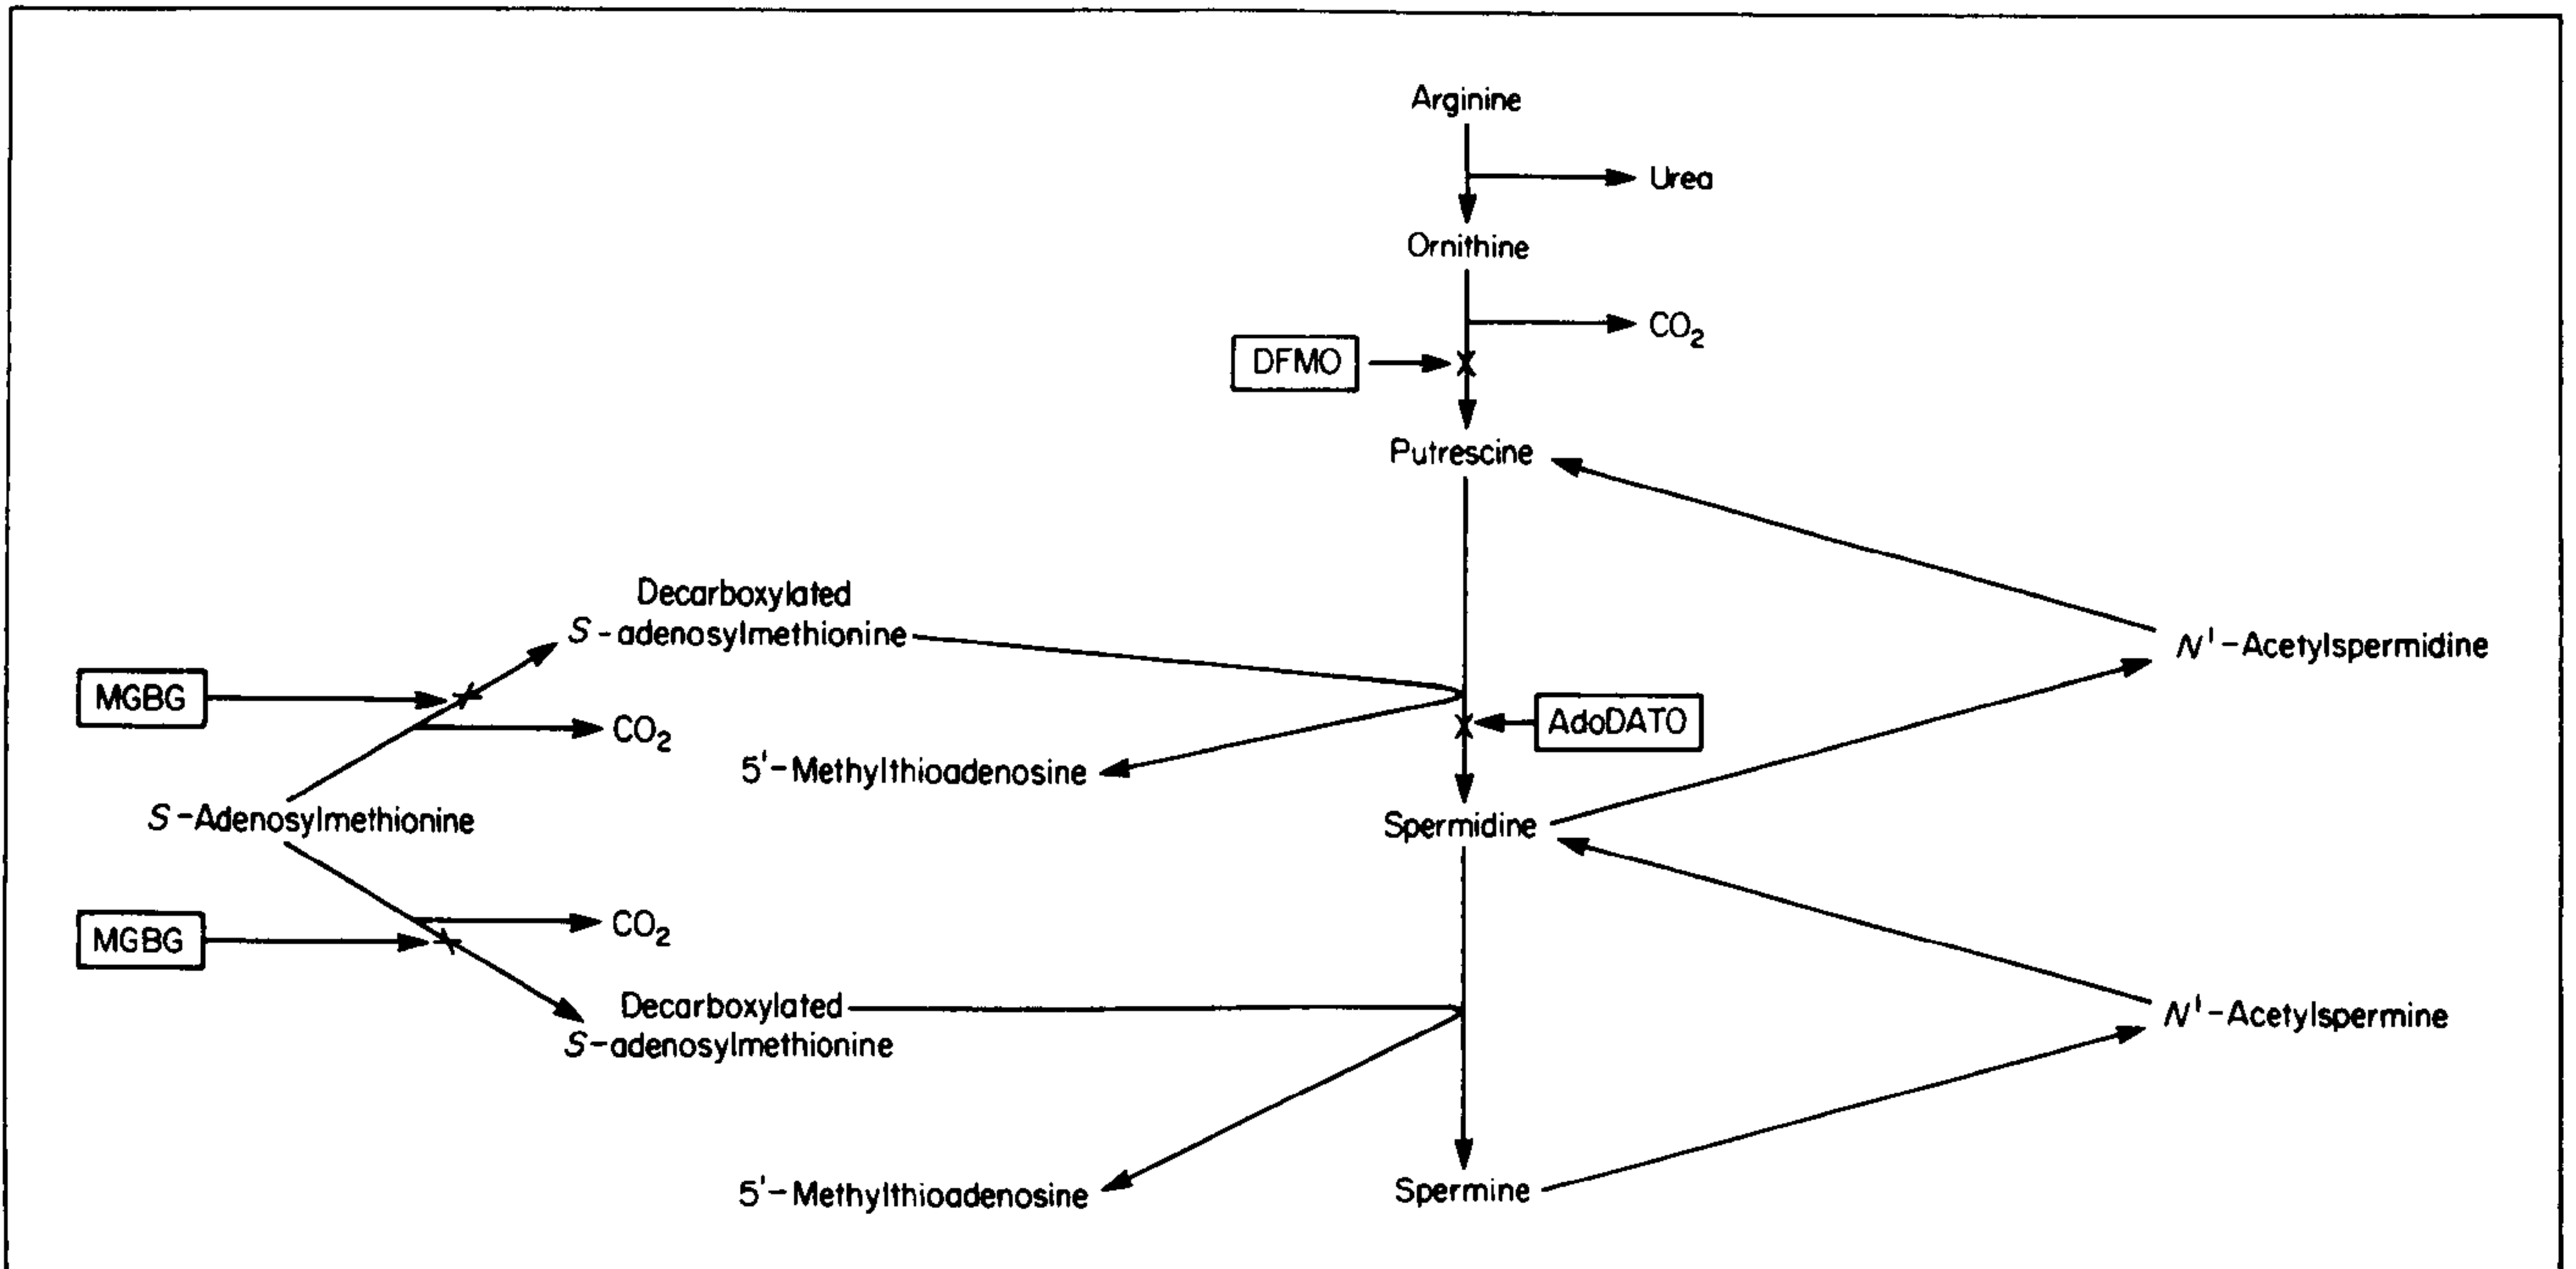 Arginine
Urea
Ornithine
CO₂
DFMO
Putrescine
Decarboxylated
S-adenosylmethionine
N¹-Acetylspermidine
MGBG
CO₂
AdoDATO
5'-Methylthioadenosine
S-Adenosylmethionine
Spermidine
MGBG
CO₂
Decarboxylated
S-adenosylmethionine
N¹-Acetylspermine
5'-Methylthioadenosine
Spermine